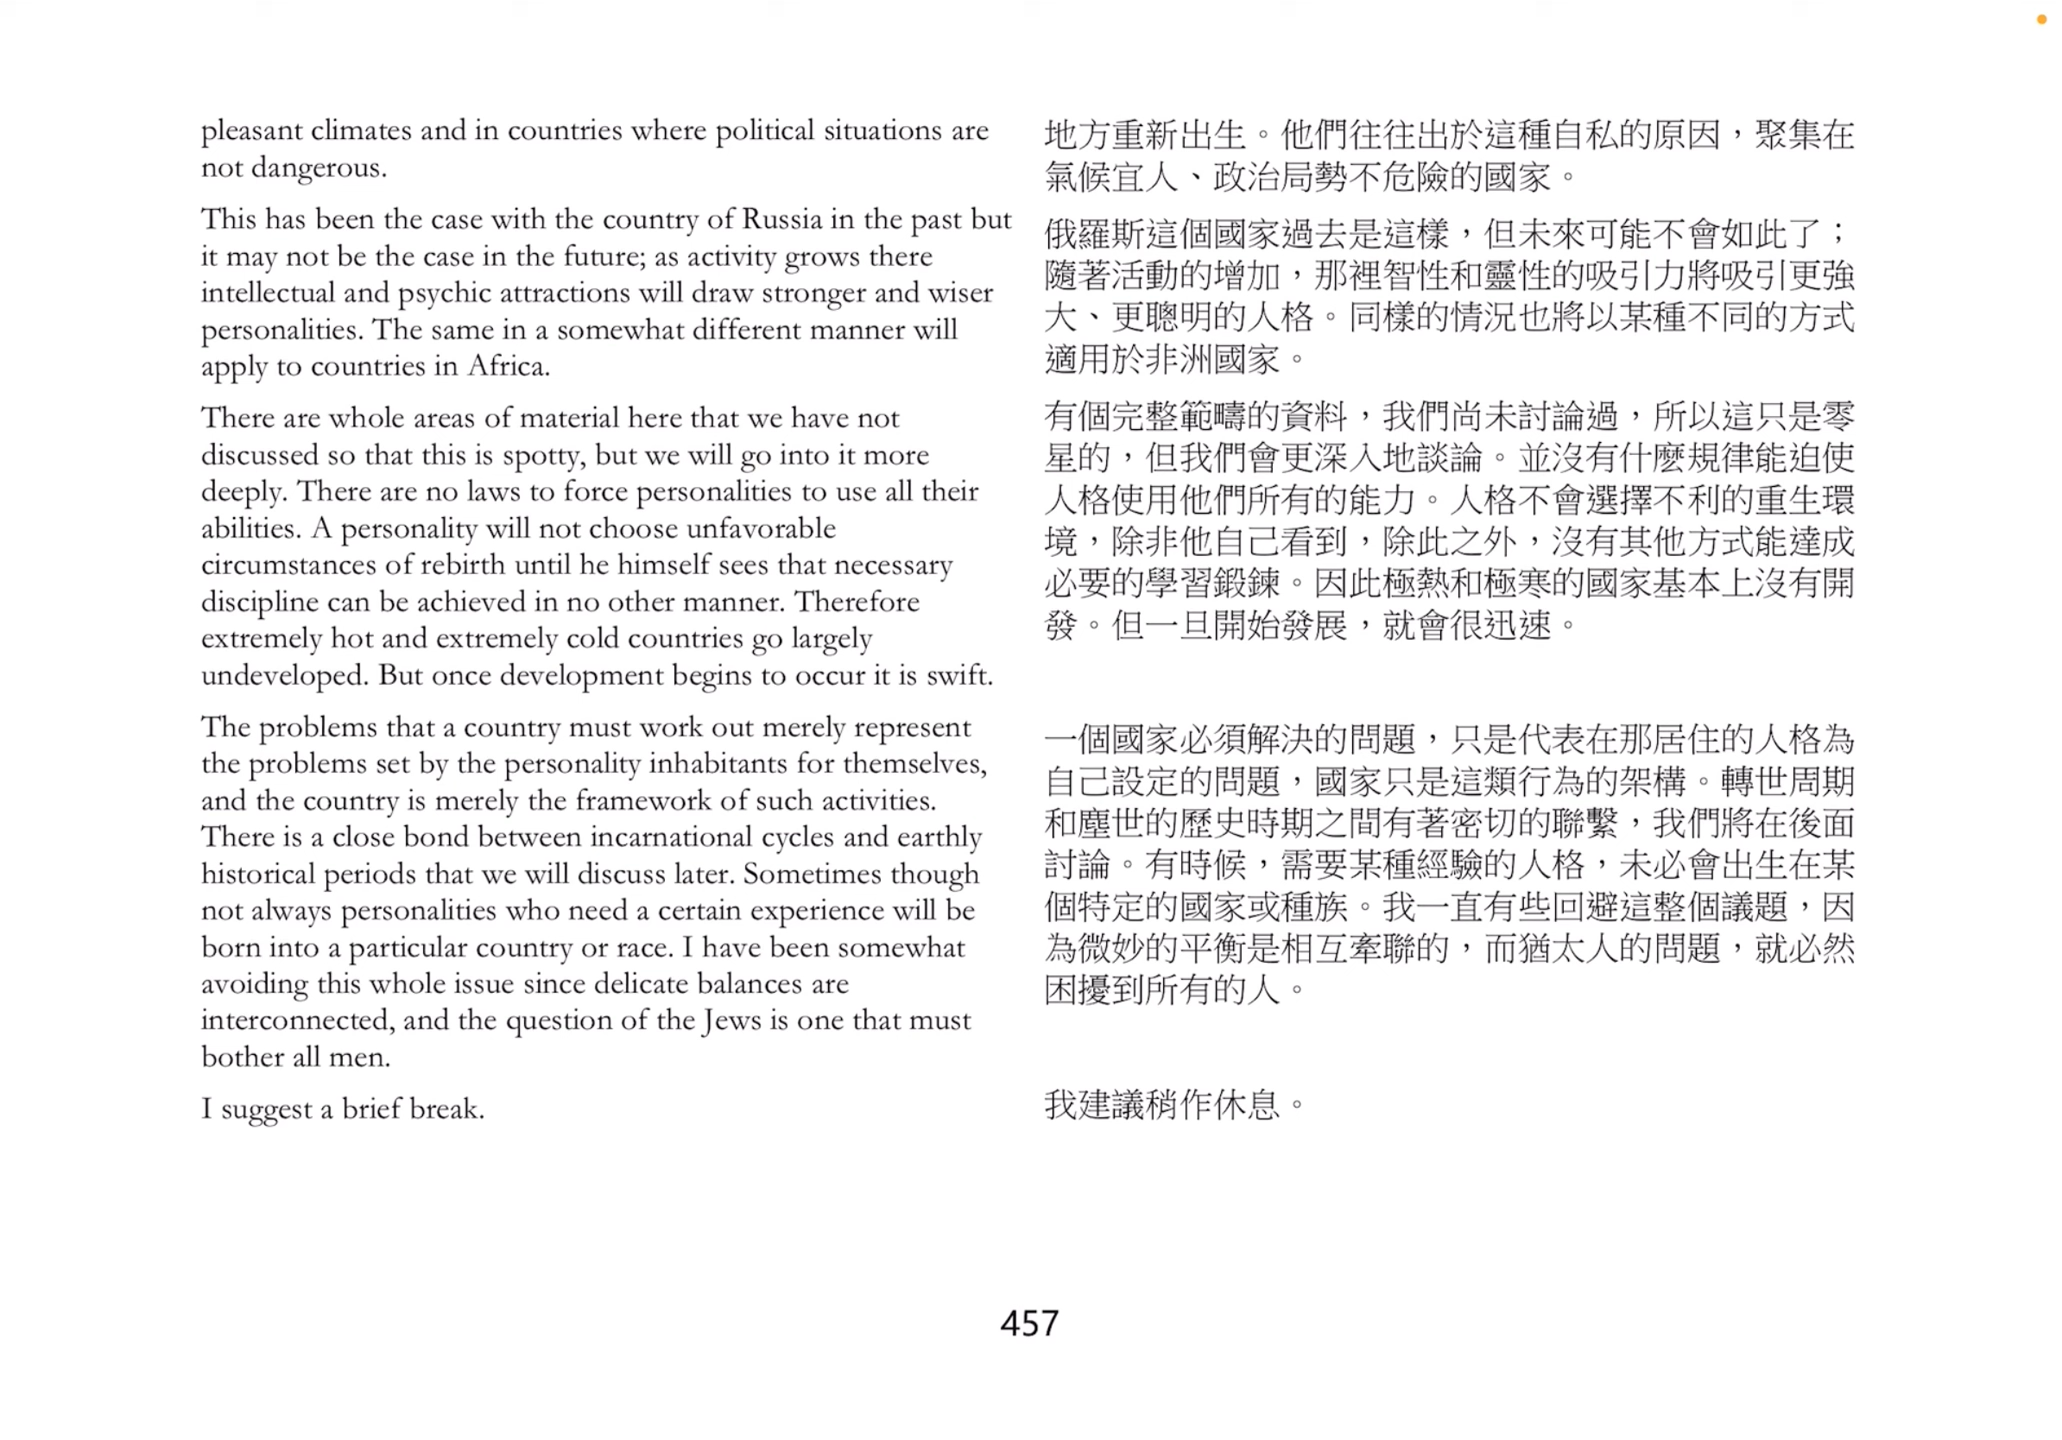 pleasant climates and in countries where political situations are
not dangerous.
This has been the case with the country of Russia in the past but
it may not be the case in the future; as activity grows there
intellectual and psychic attractions will draw stronger and wiser
personalities. The same in a somewhat different manner will
apply to countries in Africa.
There are whole areas of material here that we have not
discussed so that this is spotty, but we will go into it more
deeply. There are no laws to force personalities to use all their
abilities. A personality will not choose unfavorable
circumstances of rebirth until he himself sees that necessary
discipline can be achieved in no other manner. Therefore
extremely hot and extremely cold countries go largely
undeveloped. But once development begins to occur it is swift.
The problems that a country must work out merely represent
the problems set by the personality inhabitants for themselves,
and the country is merely the framework of such activities.
There is a close bond between incarnational cycles and earthly
historical periods that we will discuss later. Sometimes though
not always personalities who need a certain experience will be
born into a particular country or race. I have been somewhat
avoiding this whole issue since delicate balances are
interconnected, and the question of the Jews is one that must
bother all men.
I suggest a brief break.
地方重新出生。他們往往出於這種自私的原因，聚集在
氣候宜人、政治局勢不危險的國家。
俄羅斯這個國家過去是這樣，但未來可能不會如此了；
隨著活動的增加，那裡智性和靈性的吸引力將吸引更強
大、更聰明的人格。同樣的情況也將以某種不同的方式
適用於非洲國家。
有個完整範疇的資料，我們尚未討論過，所以這只是零
星的，但我們會更深入地談論。並沒有什麼規律能迫使
人格使用他們所有的能力。人格不會選擇不利的重生環
境，除非他自己看到，除此之外，沒有其他方式能達成
必要的學習鍛鍊。因此極熱和極寒的國家基本上沒有開
發。但一旦開始發展，就會很迅速。
一個國家必須解決的問題，只是代表在那居住的人格為
自己設定的問題，國家只是這類行為的架構。轉世周期
和塵世的歷史時期之間有著密切的聯繫，我們將在後面
討論。有時候，需要某種經驗的人格，未必會出生在某
個特定的國家或種族。我一直有些回避這整個議題，因
為微妙的平衡是相互牽聯的，而猶太人的問題，就必然
困擾到所有的人。
我建議稍作休息。
457